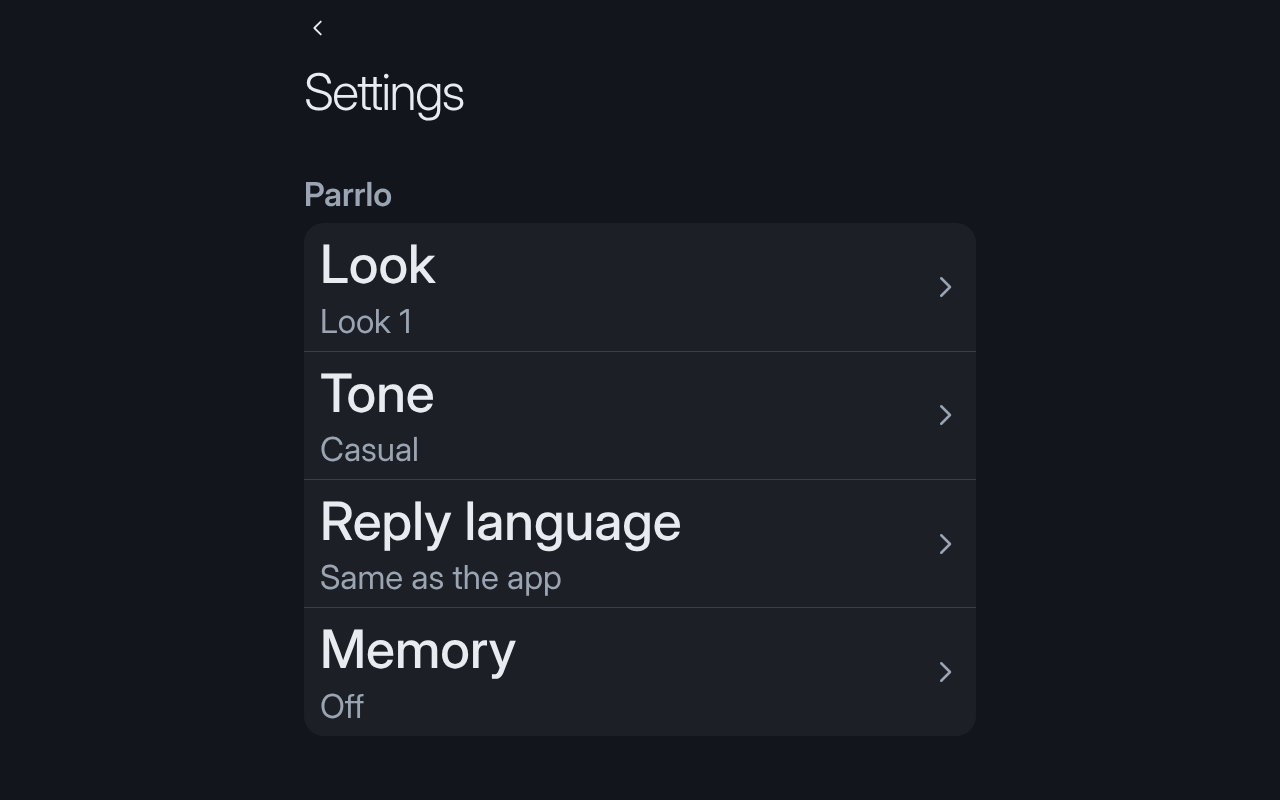 Settings
Parrlo
Look
Look 1
Tone
Casual
Reply language
Same as the app
Memory
Off